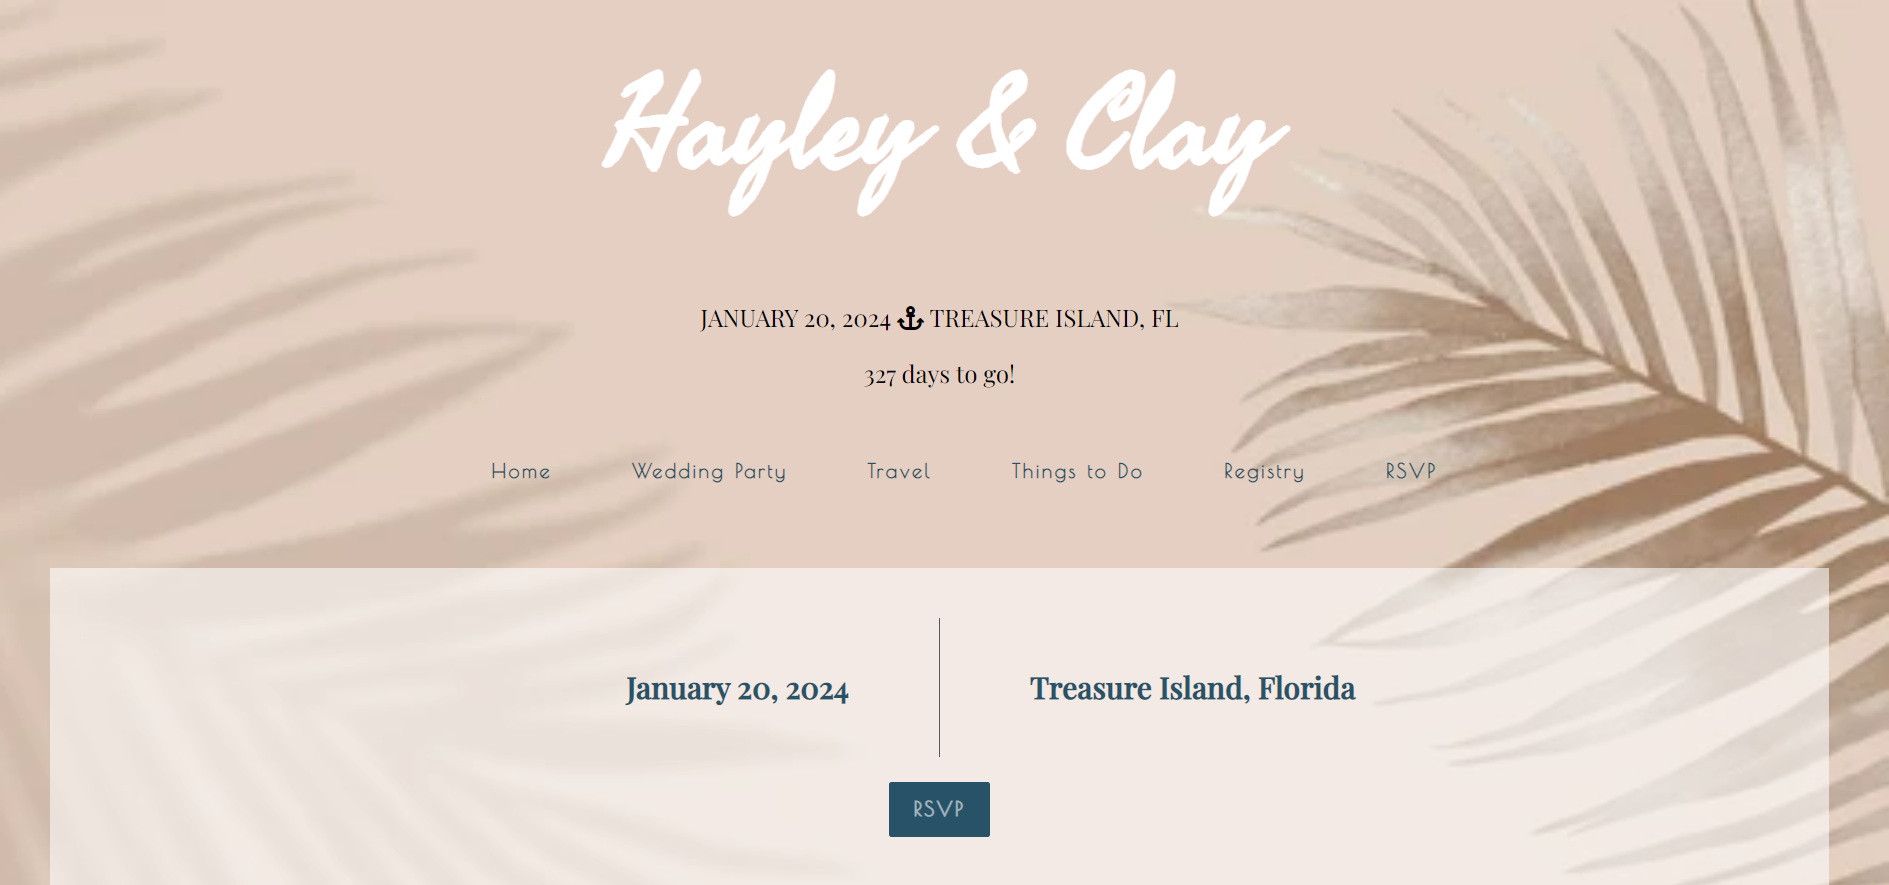 Hayley & Clay
JANUARY 20, 2024 ⚓ TREASURE ISLAND, FL
327 days to go!
Home Wedding Party Travel Things to Do Registry RSVP
January 20, 2024 Treasure Island, Florida
RSVP